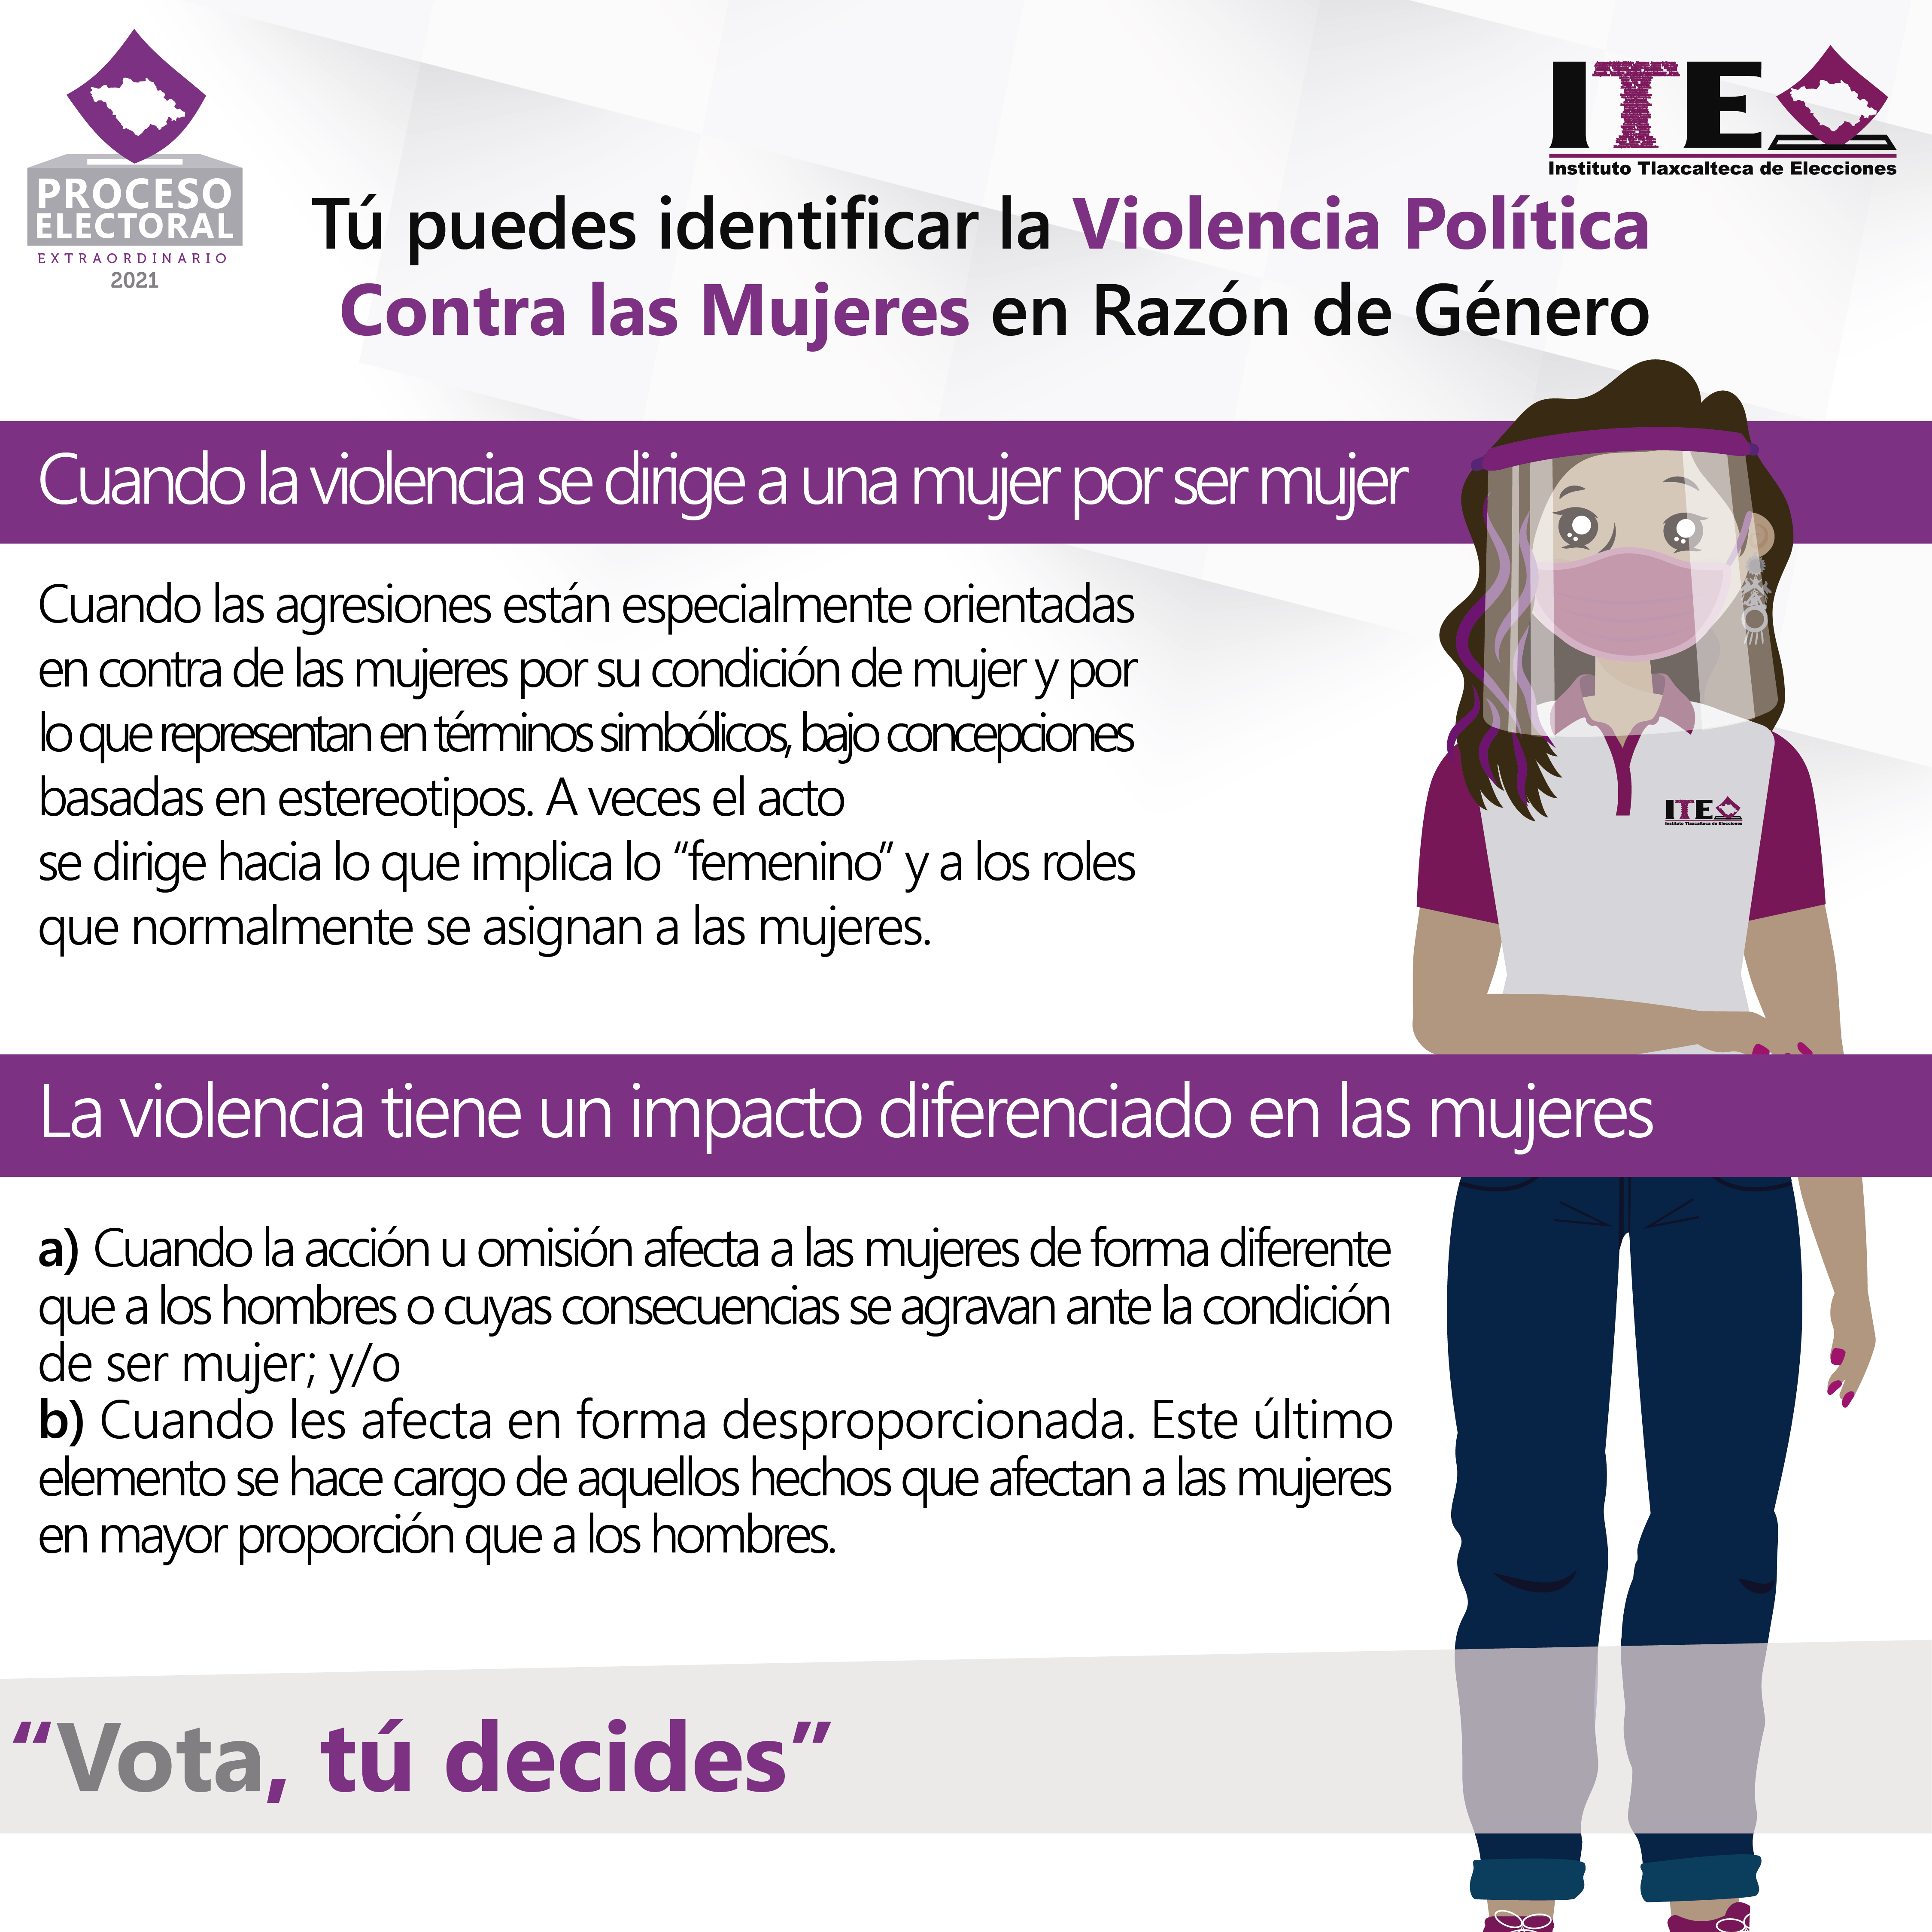 PROCESO
ELECTORAL
EXTRAORDINARIO
2021
ITE
Instituto Tlaxcalteca de Elecciones
Tú puedes identificar la Violencia Política
Contra las Mujeres en Razón de Género
Cuando la violencia se dirige a una mujer por ser mujer
Cuando las agresiones están especialmente orientadas
en contra de las mujeres por su condición de mujer y por
lo que representan en términos simbólicos, bajo concepciones
basadas en estereotipos. A veces el acto
se dirige hacia lo que implica lo “femenino” y a los roles
que normalmente se asignan a las mujeres.
ITE
Instituto Tlaxcalteca de Elecciones
La violencia tiene un impacto diferenciado en las mujeres
a) Cuando la acción u omisión afecta a las mujeres de forma diferente
que a los hombres o cuyas consecuencias se agravan ante la condición
de ser mujer; y/o
b) Cuando les afecta en forma desproporcionada. Este último
elemento se hace cargo de aquellos hechos que afectan a las mujeres
en mayor proporción que a los hombres.
“Vota, tú decides”